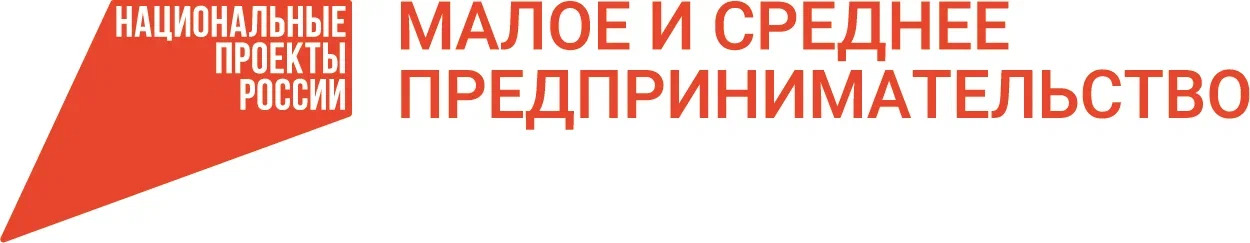 НАЦИОНАЛЬНЫЕ
ПРОЕКТЫ
РОССИИ
МАЛОЕ И СРЕДНЕЕ
ПРЕДПРИНИМАТЕЛЬСТВО